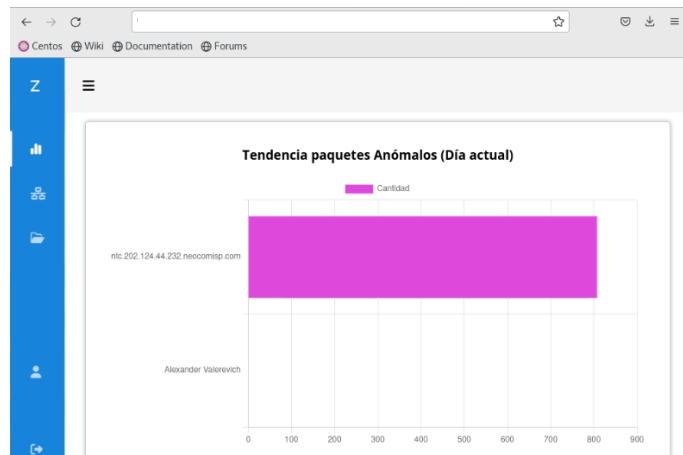 Centos Wiki Documentation Forums
Z
Tendencia paquetes Anómalos (Día actual)
Cantidad
ntc.202.124.44.232.neocomisp.com
Alexander Valerevich
0 100 200 300 400 500 600 700 800 900